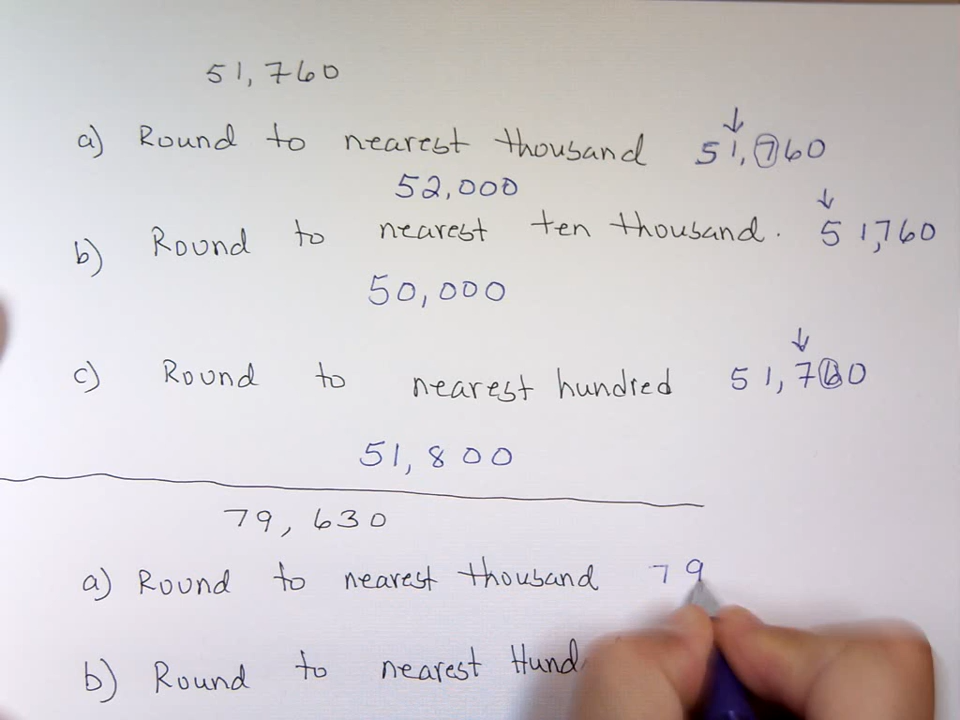 51,760
a) Round to nearest thousand 51,760
52,000
b) Round to nearest ten thousand. 51,760
50,000
c) Round to nearest hundred 51,760
51,800
79,630
a) Round to nearest thousand 79
b) Round to nearest Hund